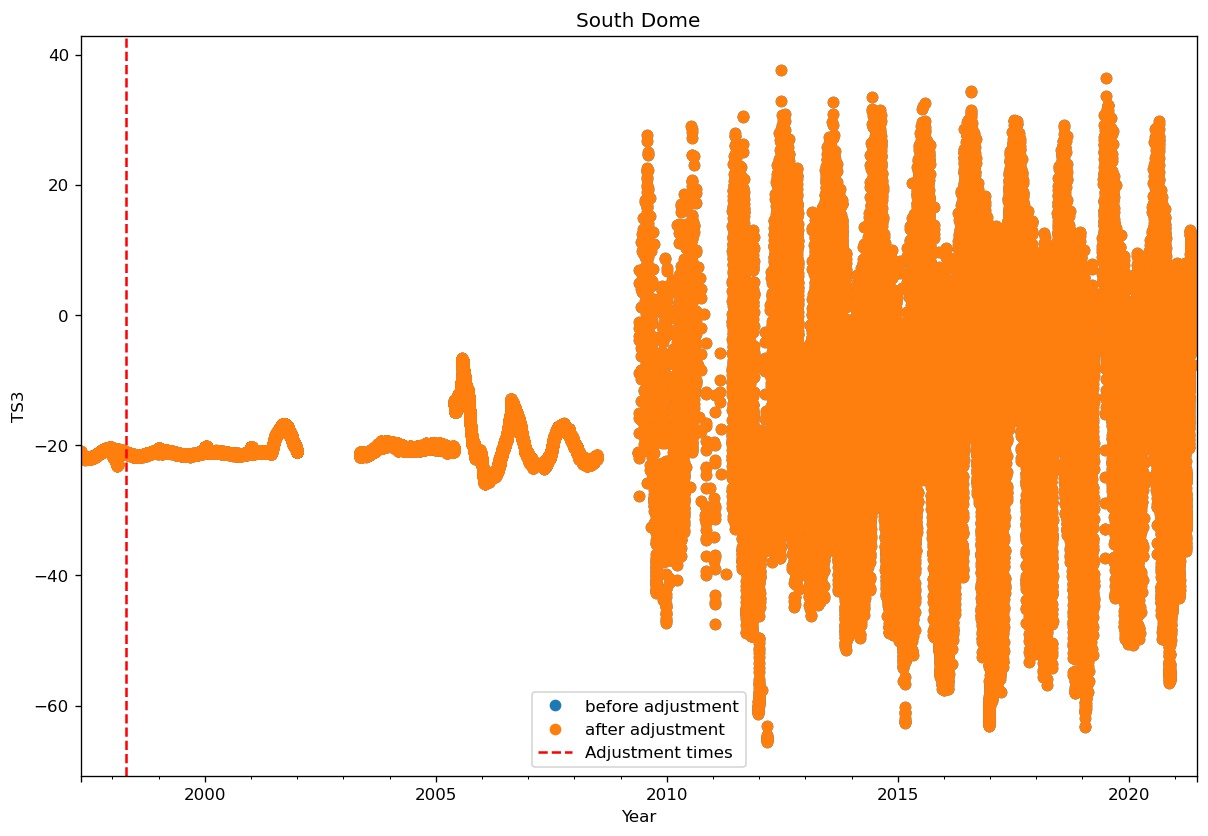 South Dome
TS3
40
20
0
−20
−40
−60
before adjustment
after adjustment
Adjustment times
2000 2005 2010 2015 2020
Year